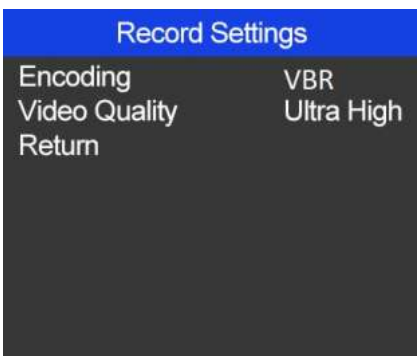 Record Settings
Encoding VBR
Video Quality Ultra High
Return